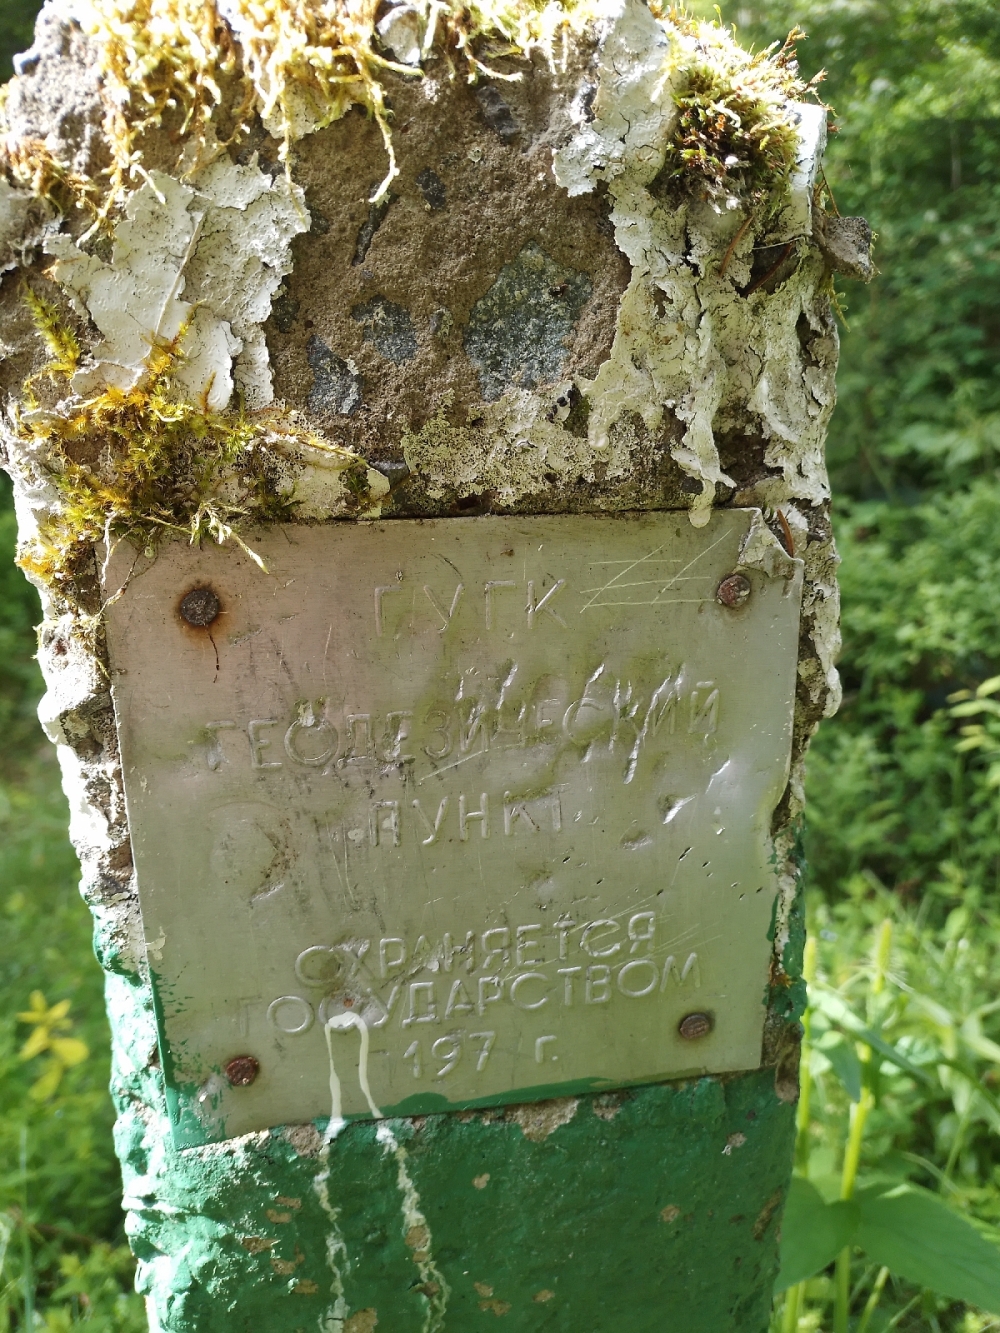 ГУГК
ГЕОДЕЗИЧЕСКИЙ
ПУНКТ
ОХРАНЯЕТСЯ
ГОСУДАРСТВОМ
197 г.